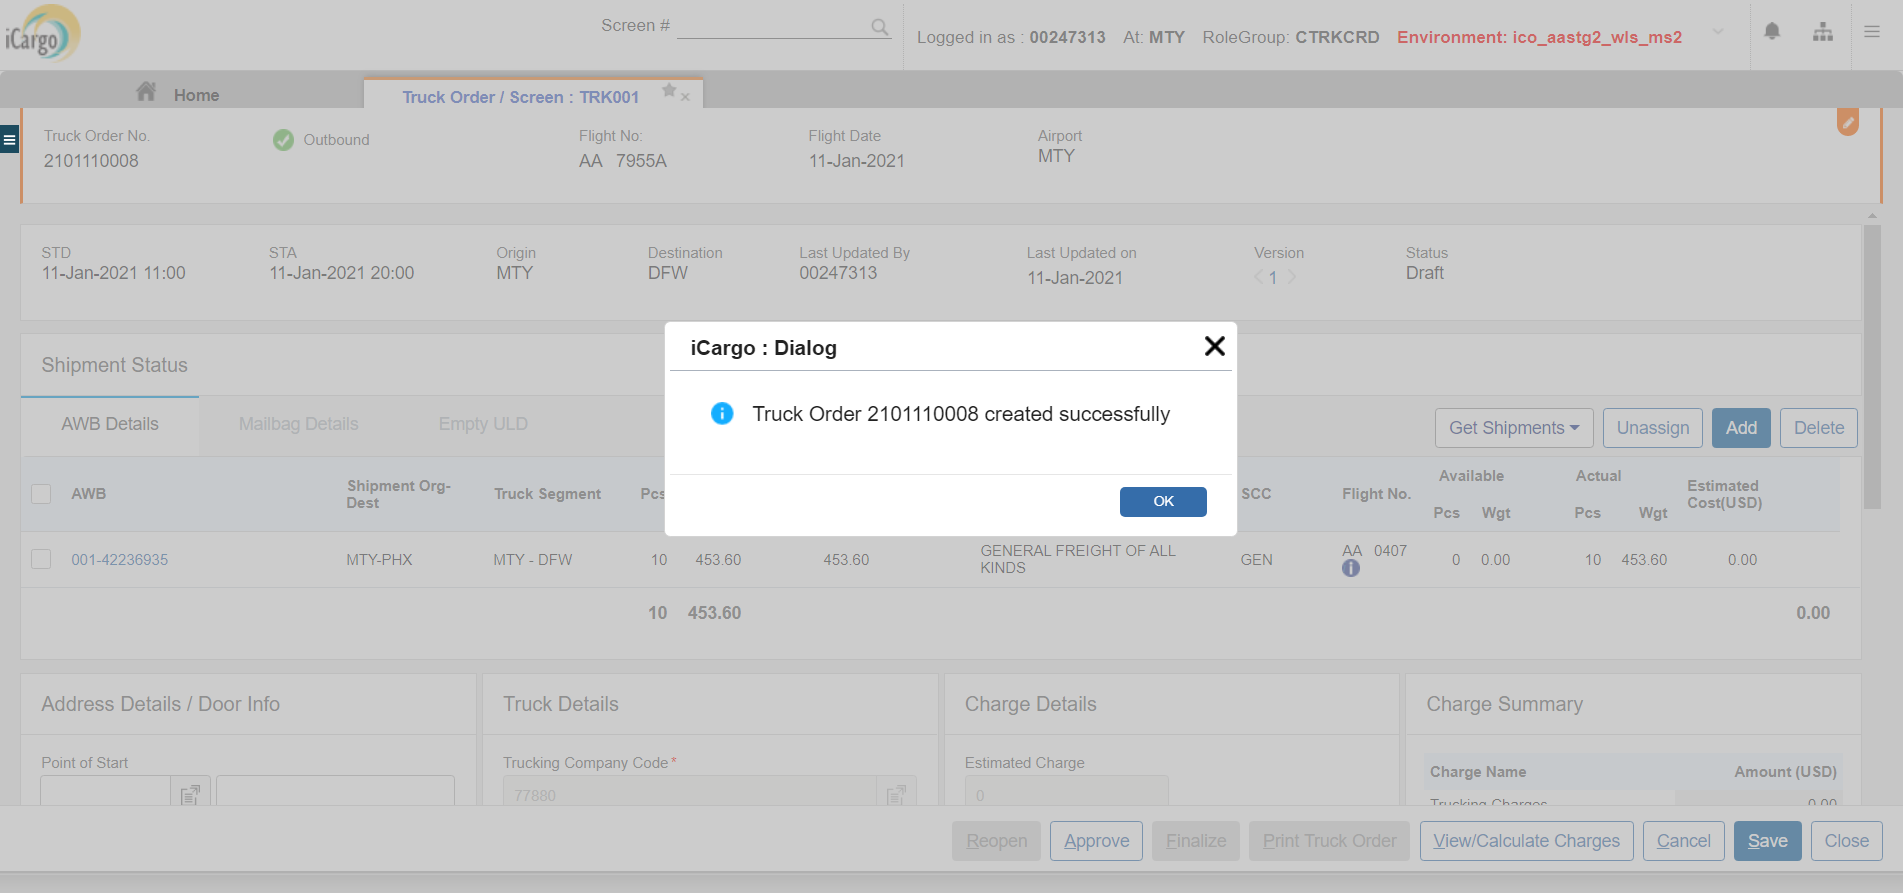 iCargo
Screen #
Logged in as : 00247313 At: MTY RoleGroup: CTRKCRD Environment: ico_aastg2_wls_ms2
Home
Truck Order / Screen : TRK001
Truck Order No.
2101110008
Outbound
Flight No:
AA 7955A
Flight Date
11-Jan-2021
Airport
MTY
STD
11-Jan-2021 11:00
STA
11-Jan-2021 20:00
Origin
MTY
Destination
DFW
Last Updated By
00247313
Last Updated on
11-Jan-2021
Version
1
Status
Draft
iCargo : Dialog
Truck Order 2101110008 created successfully
OK
Shipment Status
AWB Details Mailbag Details Empty ULD
Get Shipments Unassign Add Delete
AWB
Shipment Org-
Dest
Truck Segment
Pcs
SCC
Flight No.
Available
Pcs Wgt
Actual
Pcs Wgt
Estimated
Cost(USD)
001-42236935 MTY-PHX MTY - DFW 10 453.60 453.60
GENERAL FREIGHT OF ALL
KINDS
GEN
AA 0407
0 0.00 10 453.60 0.00
10 453.60 0.00
Address Details / Door Info
Point of Start
Truck Details
Trucking Company Code*
77880
Charge Details
Estimated Charge
0
Charge Summary
Charge Name Amount (USD)
Trucking Charges 0.00
Reopen Approve Finalize Print Truck Order View/Calculate Charges Cancel Save Close